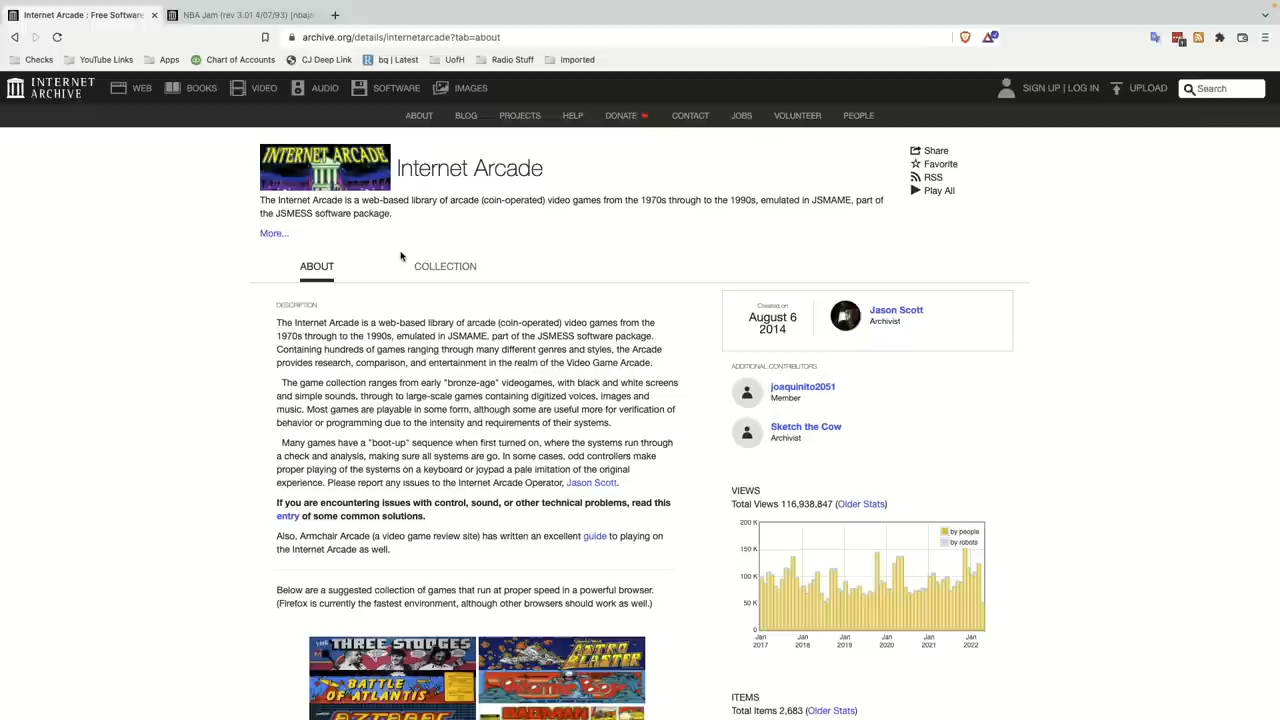 Internet Arcade : Free Software
NBA Jam (rev 3.01 4/07/93) [nbaja
archive.org/details/internetarcade?tab=about
Checks YouTube Links Apps Chart of Accounts CJ Deep Link bq | Latest UofH Radio Stuff Imported
INTERNET ARCHIVE
WEB BOOKS VIDEO AUDIO SOFTWARE IMAGES
SIGN UP | LOG IN UPLOAD Search
ABOUT BLOG PROJECTS HELP DONATE CONTACT JOBS VOLUNTEER PEOPLE
INTERNET ARCADE
Internet Arcade
The Internet Arcade is a web-based library of arcade (coin-operated) video games from the 1970s through to the 1990s, emulated in JSMAME, part of
the JSMESS software package.
More...
Share
Favorite
RSS
Play All
ABOUT COLLECTION
DESCRIPTION
The Internet Arcade is a web-based library of arcade (coin-operated) video games from the
1970s through to the 1990s, emulated in JSMAME, part of the JSMESS software package.
Containing hundreds of games ranging through many different genres and styles, the Arcade
provides research, comparison, and entertainment in the realm of the Video Game Arcade.
The game collection ranges from early "bronze-age" videogames, with black and white screens
and simple sounds, through to large-scale games containing digitized voices, images and
music. Most games are playable in some form, although some are useful more for verification of
behavior or programming due to the intensity and requirements of their systems.
Many games have a "boot-up" sequence when first turned on, where the systems run through
a check and analysis, making sure all systems are go. In some cases, odd controllers make
proper playing of the systems on a keyboard or joypad a pale imitation of the original
experience. Please report any issues to the Internet Arcade Operator, Jason Scott.
If you are encountering issues with control, sound, or other technical problems, read this
entry of some common solutions.
Also, Armchair Arcade (a video game review site) has written an excellent guide to playing on
the Internet Arcade as well.
Below are a suggested collection of games that run at proper speed in a powerful browser.
(Firefox is currently the fastest environment, although other browsers should work as well.)
THE THREE STOOGES
BATTLE OF ATLANTIS
AZTARAC
ASTRO BLASTER
BAGMAN
Created on
August 6
2014
Jason Scott
Archivist
ADDITIONAL CONTRIBUTORS
joaquinito2051
Member
Sketch the Cow
Archivist
VIEWS
Total Views 116,938,847 (Older Stats)
200 K
150 K
100 K
50 K
0
by people
by robots
Jan 2017
Jan 2018
Jan 2019
Jan 2020
Jan 2021
Jan 2022
ITEMS
Total Items 2,683 (Older Stats)